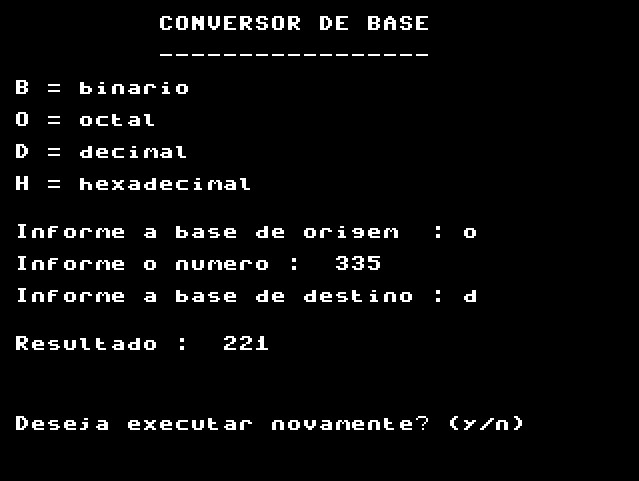 CONVERSOR DE BASE
-----------------
B = binario
O = octal
D = decimal
H = hexadecimal
Informe a base de origem  : o
Informe o numero :  335
Informe a base de destino : d
Resultado :  221
Deseja executar novamente? (y/n)